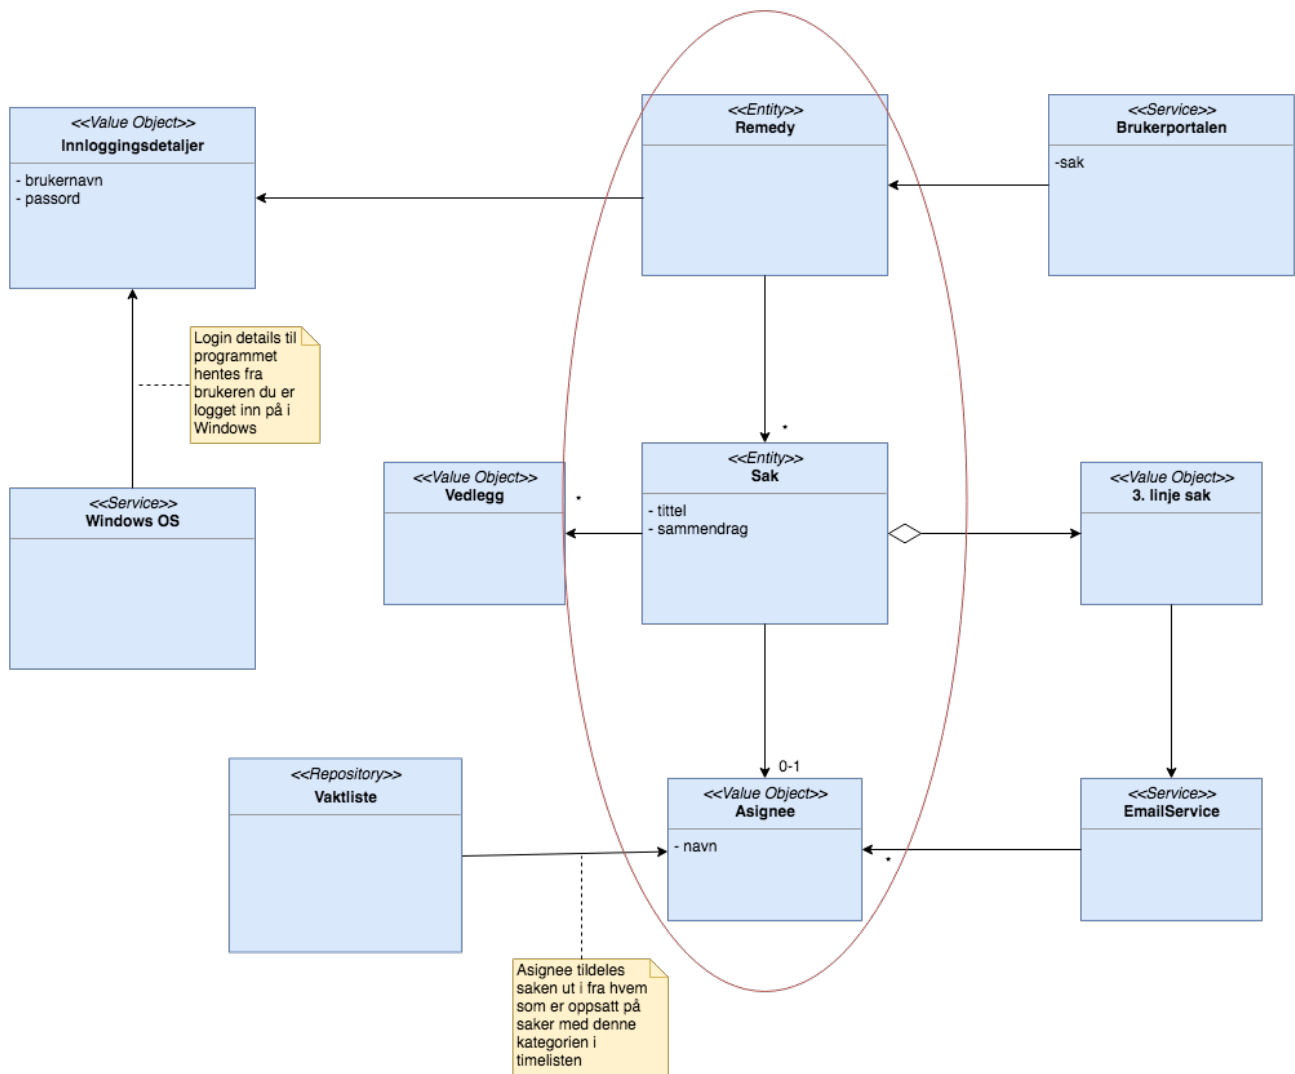 <<Value Object>>
Innloggingsdetaljer
- brukernavn
- passord
<<Entity>>
Remedy
<<Service>>
Brukerportalen
-sak
Login details til
programmet
hentes fra
brukeren du er
logget inn på i
Windows
*
<<Service>>
Windows OS
<<Value Object>>
Vedlegg
*
<<Entity>>
Sak
- tittel
- sammendrag
<<Value Object>>
3. linje sak
<<Repository>>
Vaktliste
0-1
<<Value Object>>
Asignee
- navn
*
<<Service>>
EmailService
Asignee tildeles
saken ut i fra hvem
som er oppsatt på
saker med denne
kategorien i
timelisten